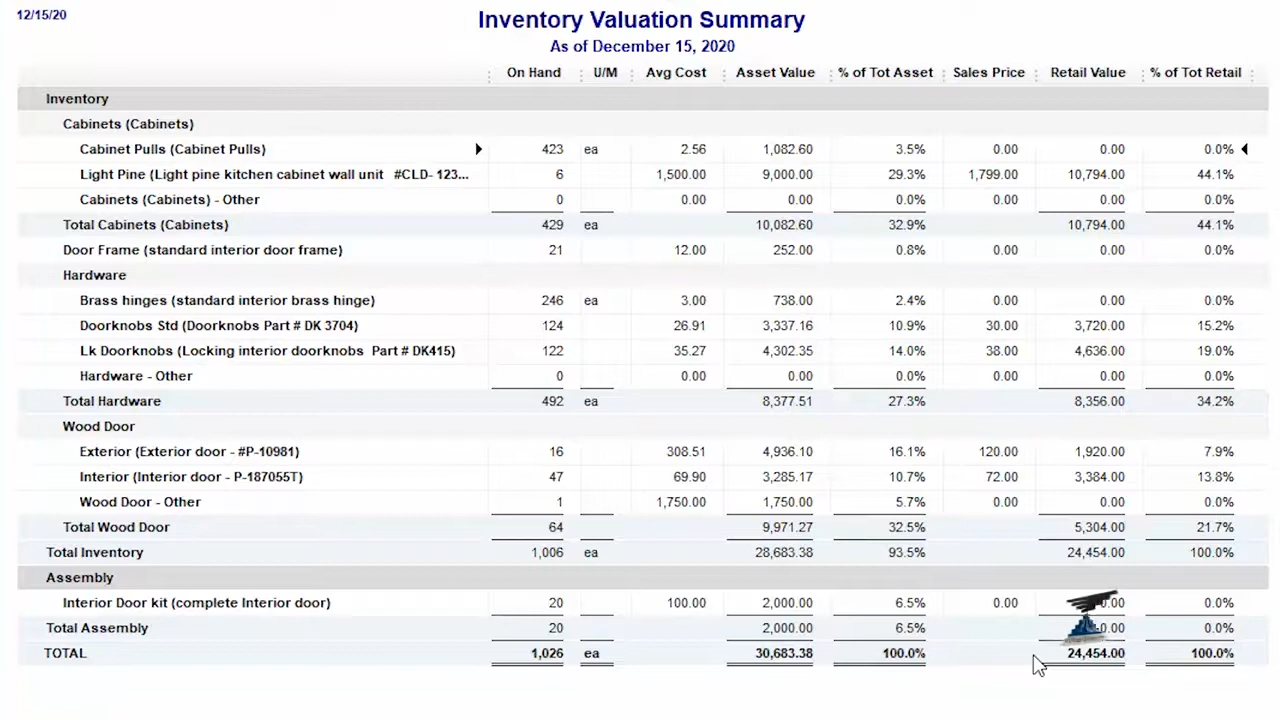 12/15/20
Inventory Valuation Summary
As of December 15, 2020
On Hand U/M Avg Cost Asset Value % of Tot Asset Sales Price Retail Value % of Tot Retail
Inventory
Cabinets (Cabinets)
Cabinet Pulls (Cabinet Pulls) 423 ea 2.56 1,082.60 3.5% 0.00 0.00 0.0%
Light Pine (Light pine kitchen cabinet wall unit #CLD- 123... 6 1,500.00 9,000.00 29.3% 1,799.00 10,794.00 44.1%
Cabinets (Cabinets) - Other 0 0.00 0.00 0.0% 0.00 0.00 0.0%
Total Cabinets (Cabinets) 429 ea 10,082.60 32.9% 10,794.00 44.1%
Door Frame (standard interior door frame) 21 12.00 252.00 0.8% 0.00 0.00 0.0%
Hardware
Brass hinges (standard interior brass hinge) 246 ea 3.00 738.00 2.4% 0.00 0.00 0.0%
Doorknobs Std (Doorknobs Part # DK 3704) 124 26.91 3,337.16 10.9% 30.00 3,720.00 15.2%
Lk Doorknobs (Locking interior doorknobs Part # DK415) 122 35.27 4,302.35 14.0% 38.00 4,636.00 19.0%
Hardware - Other 0 0.00 0.00 0.0% 0.00 0.00 0.0%
Total Hardware 492 ea 8,377.51 27.3% 8,356.00 34.2%
Wood Door
Exterior (Exterior door - #P-10981) 16 308.51 4,936.10 16.1% 120.00 1,920.00 7.9%
Interior (Interior door - P-187055T) 47 69.90 3,285.17 10.7% 72.00 3,384.00 13.8%
Wood Door - Other 1 1,750.00 1,750.00 5.7% 0.00 0.00 0.0%
Total Wood Door 64 9,971.27 32.5% 5,304.00 21.7%
Total Inventory 1,006 ea 28,683.38 93.5% 24,454.00 100.0%
Assembly
Interior Door kit (complete Interior door) 20 100.00 2,000.00 6.5% 0.00 0.0%
Total Assembly 20 2,000.00 6.5% 0.0%
TOTAL 1,026 ea 30,683.38 100.0% 24,454.00 100.0%